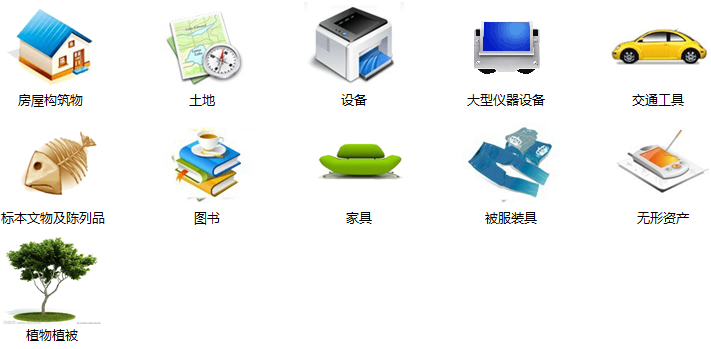 房屋构筑物
土地
设备
大型仪器设备
交通工具
标本文物及陈列品
图书
家具
被服装具
无形资产
植物植被